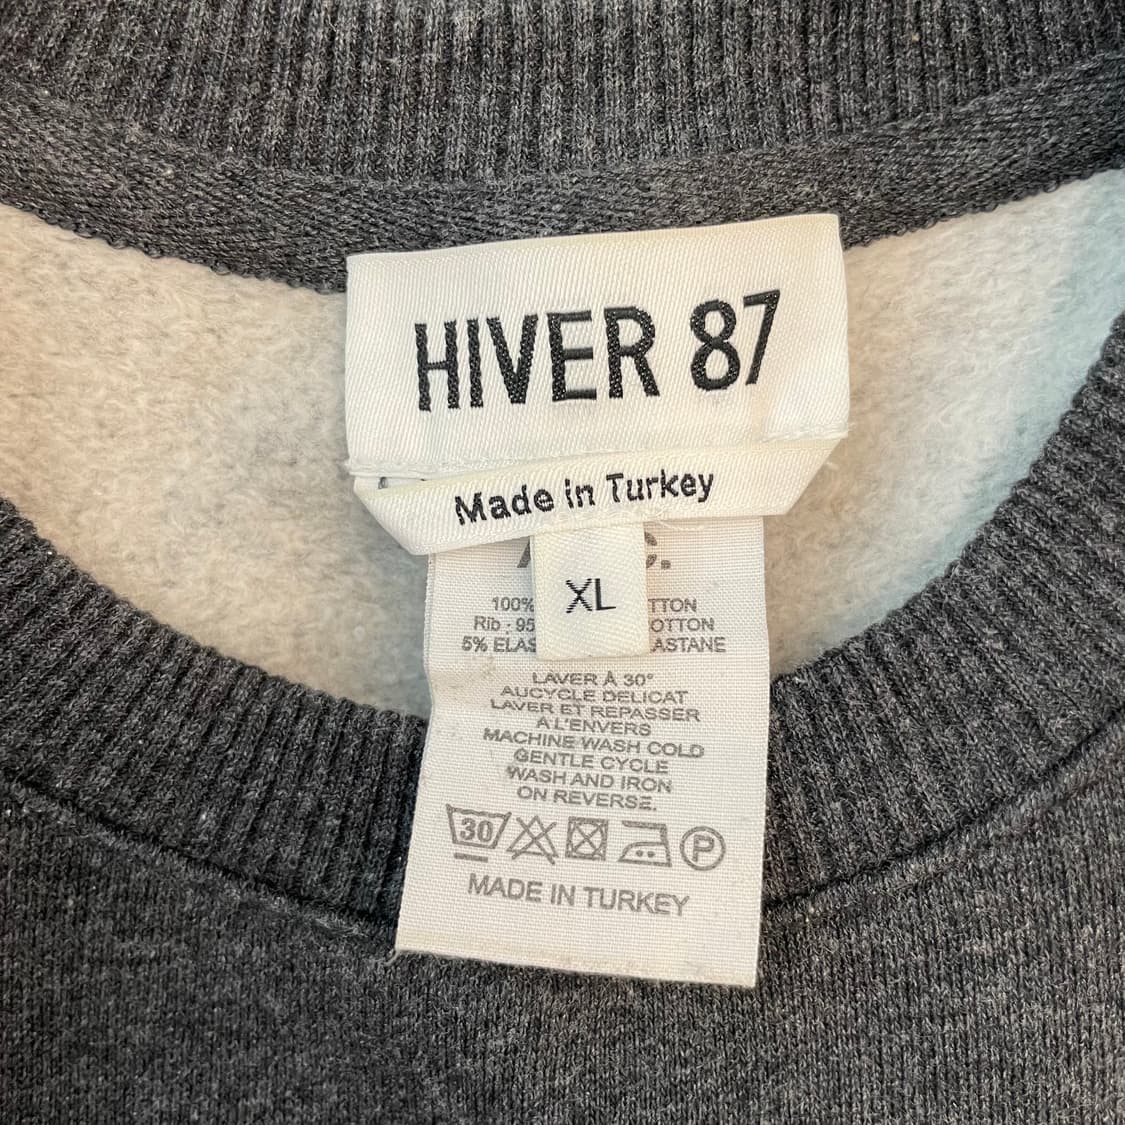 HIVER 87
Made in Turkey
XL
100% TTON
Rib : 95 OTTON
5% ELAS ASTANE
LAVER À 30°
AUCYCLE DELICAT
LAVER ET REPASSER
A L'ENVERS
MACHINE WASH COLD
GENTLE CYCLE
WASH AND IRON
ON REVERSE.
30 P
MADE IN TURKEY